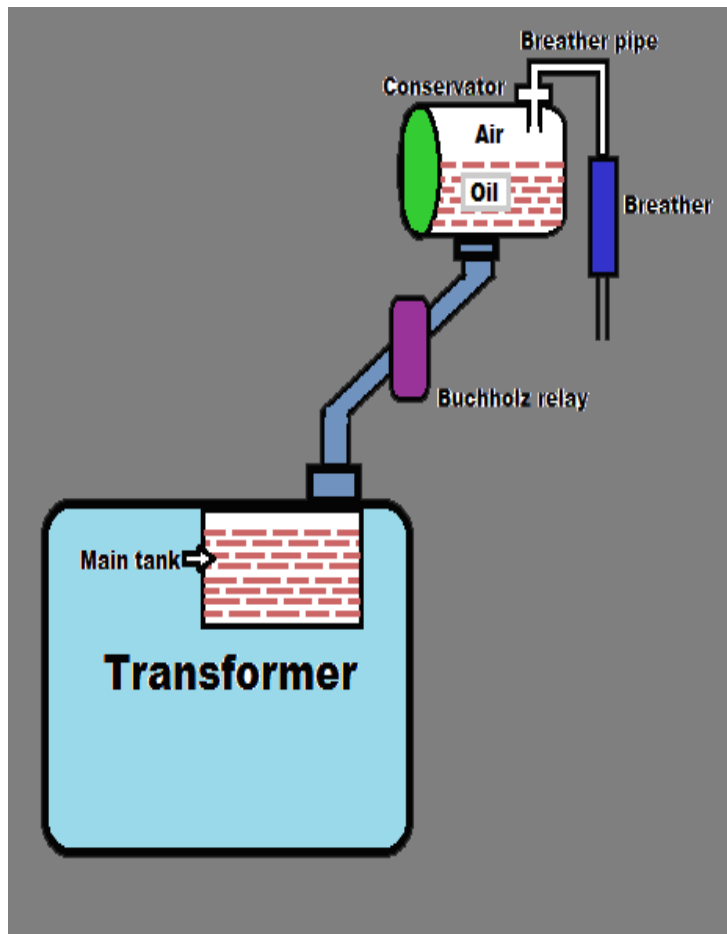 Breather pipe
Conservator
Air
Oil
Breather
Buchholz relay
Main tank
Transformer